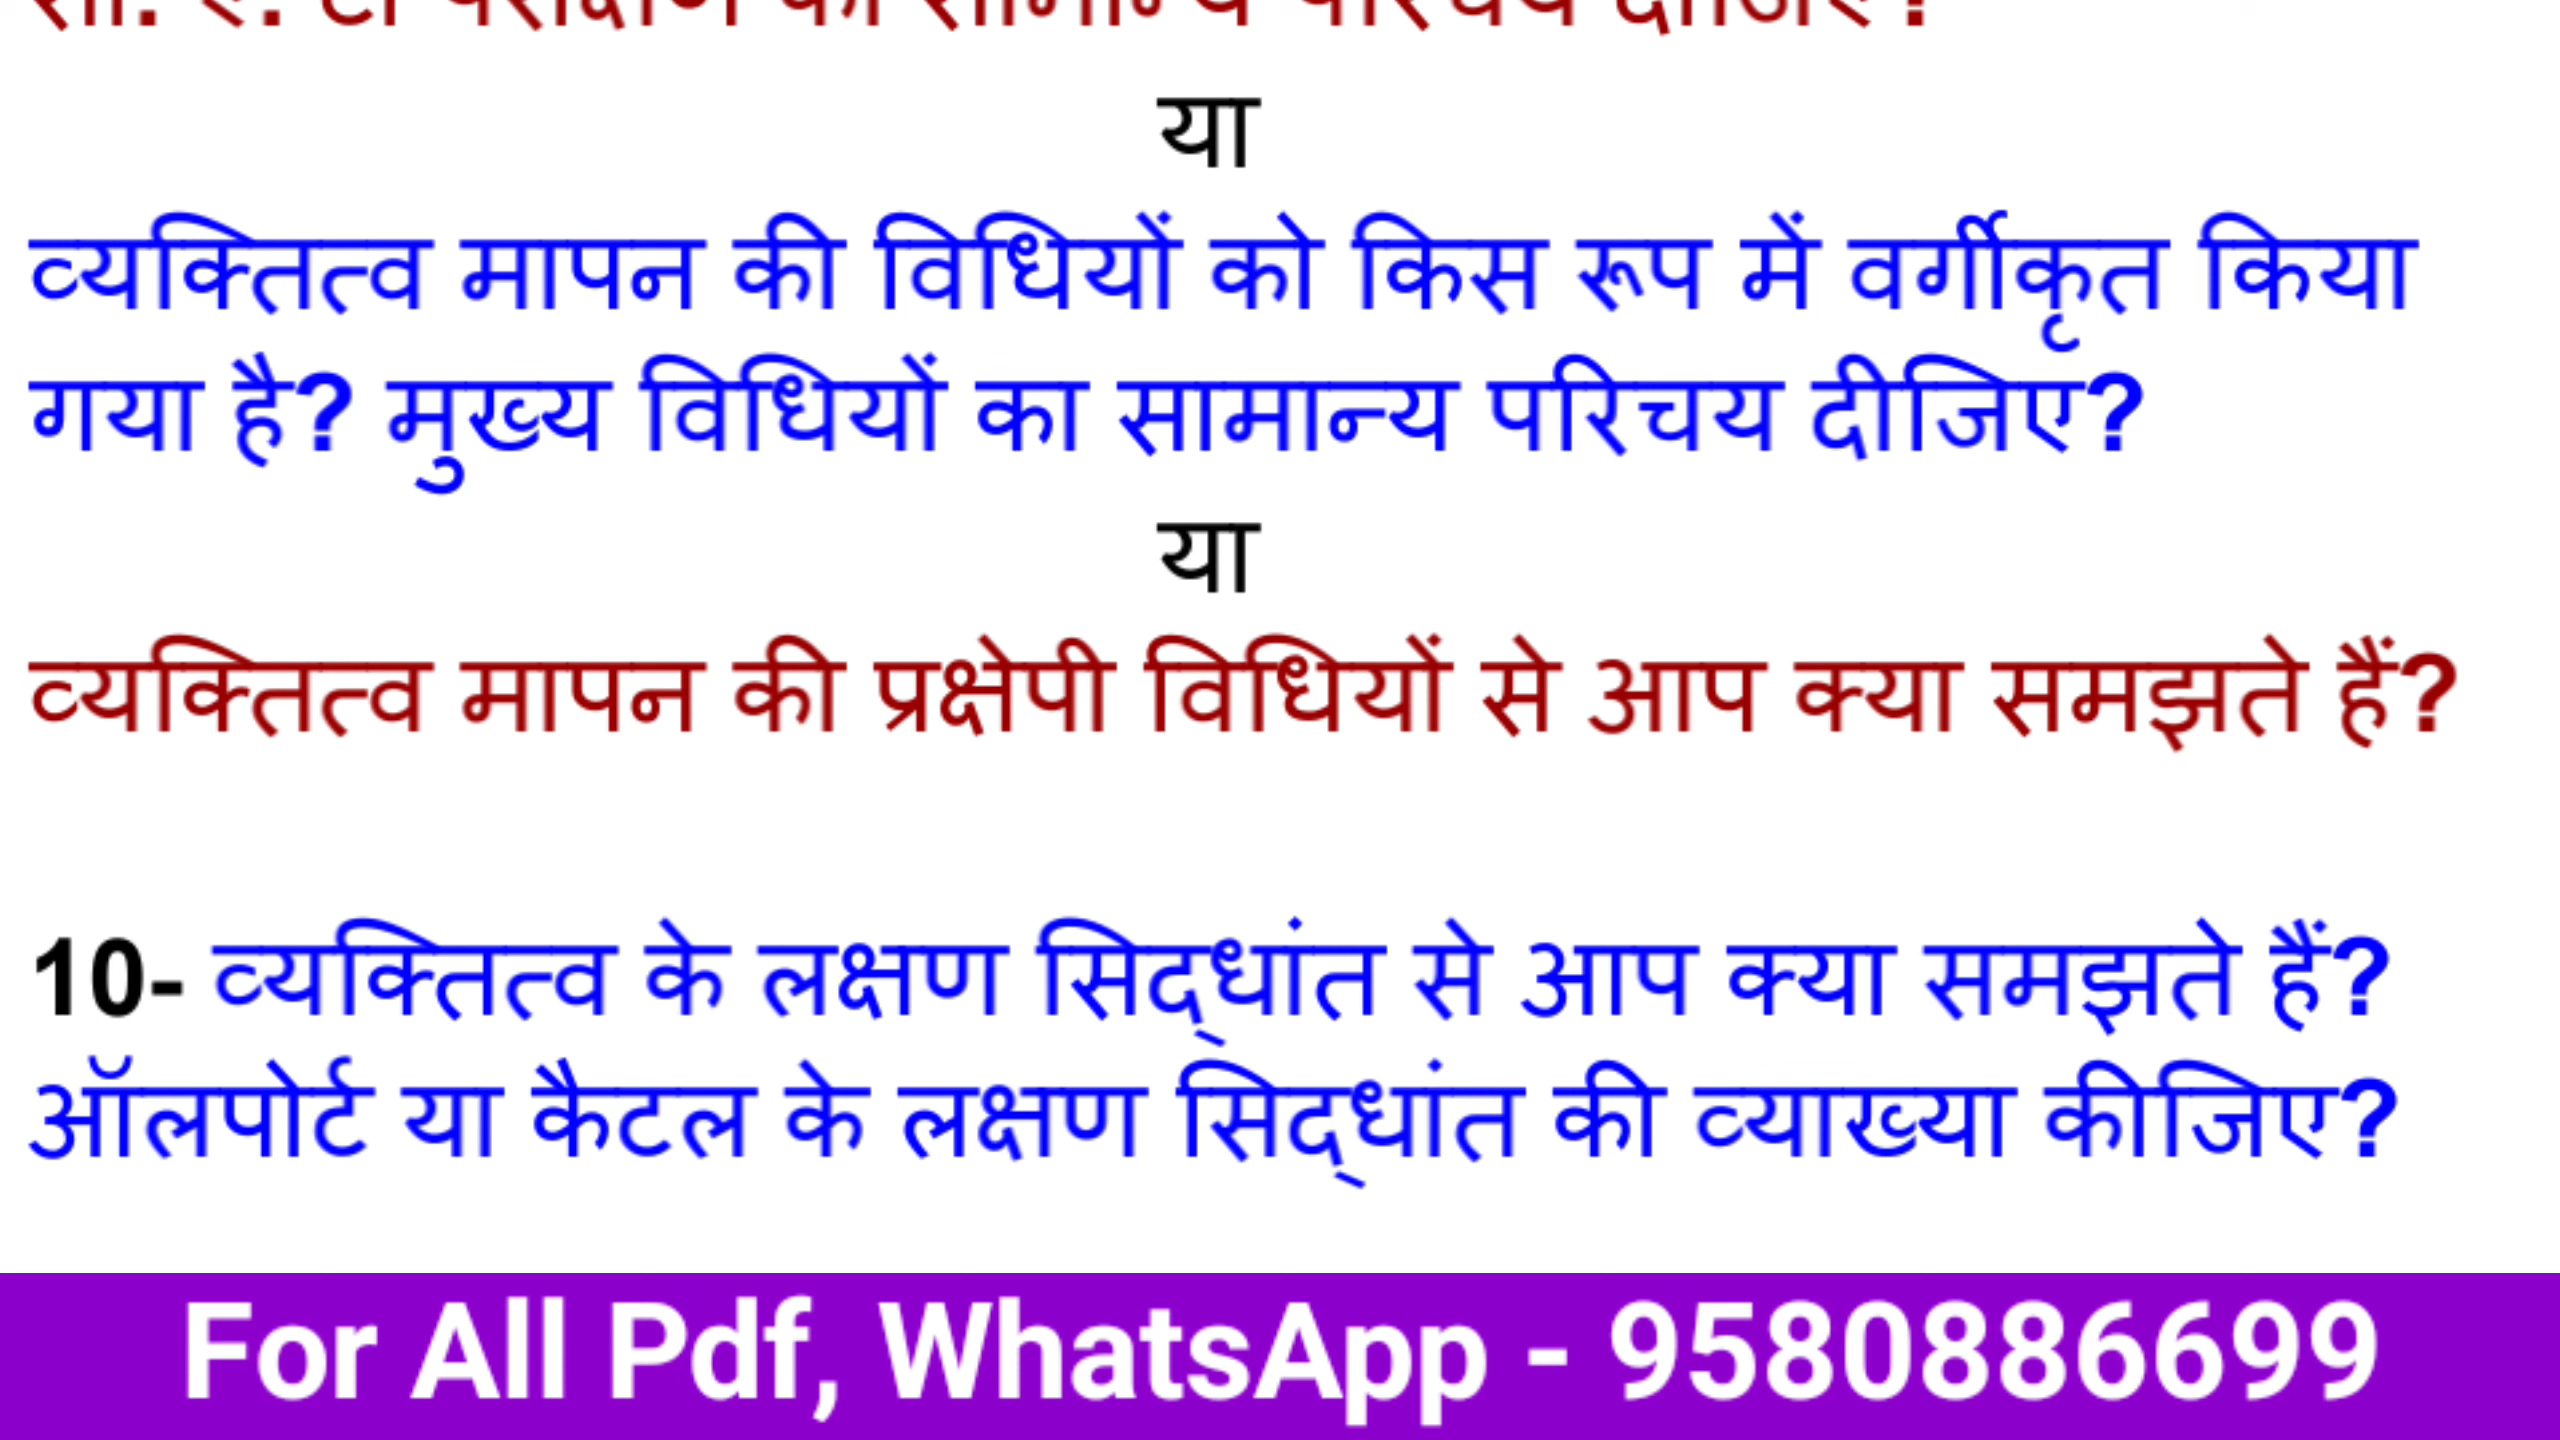 या
व्यक्तित्व मापन की विधियों को किस रूप में वर्गीकृत किया
गया है? मुख्य विधियों का सामान्य परिचय दीजिए?
या
व्यक्तित्व मापन की प्रक्षेपी विधियों से आप क्या समझते हैं?
10- व्यक्तित्व के लक्षण सिद्धांत से आप क्या समझते हैं?
ऑलपोर्ट या कैटल के लक्षण सिद्धांत की व्याख्या कीजिए?
For All Pdf, WhatsApp - 9580886699